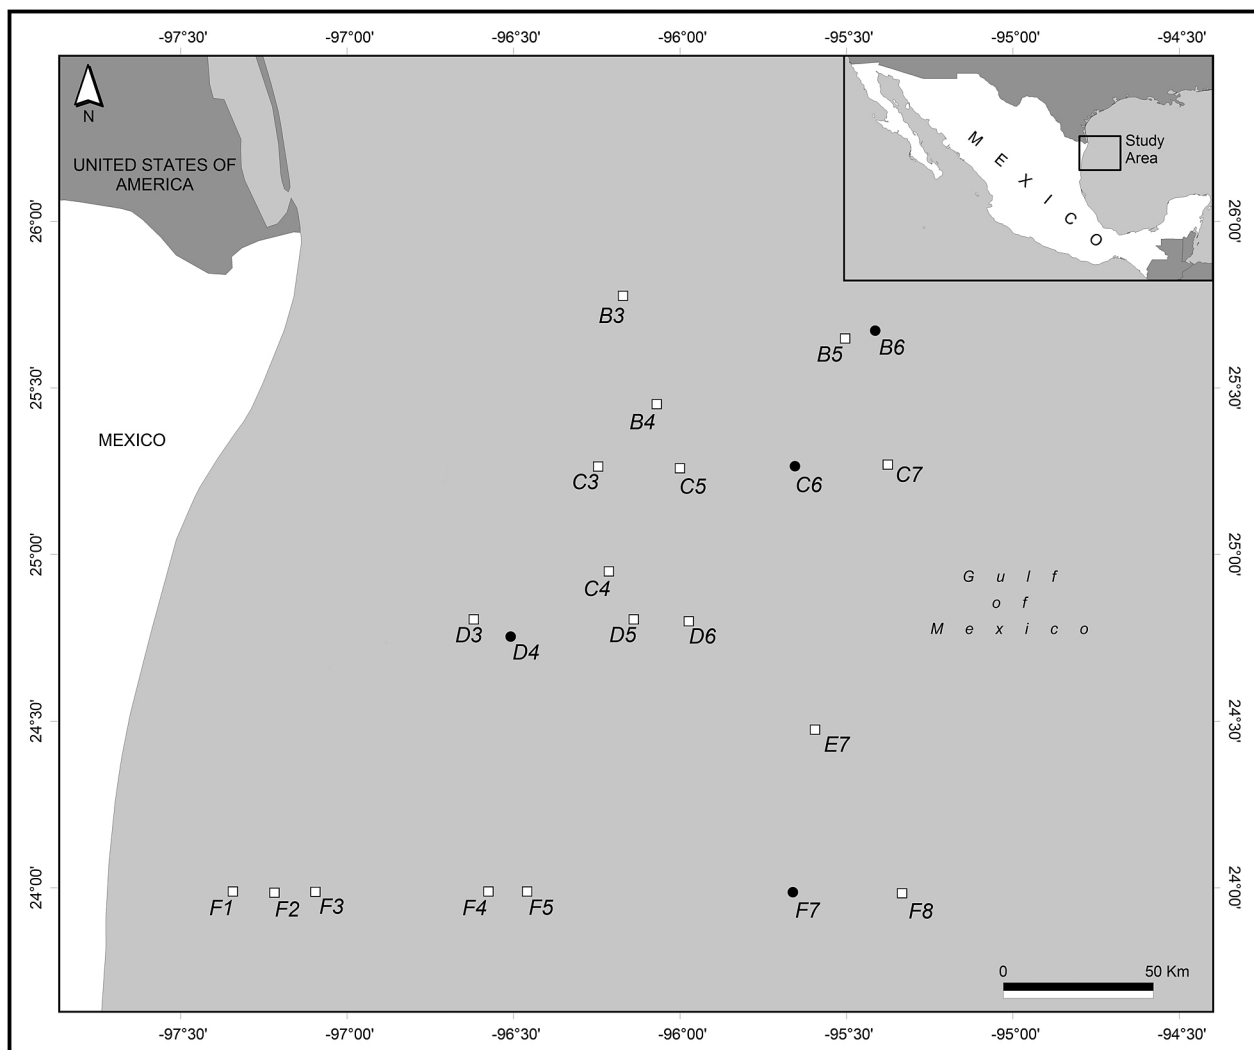 -97°30' -97°00' -96°30' -96°00' -95°30' -95°00' -94°30'
N
UNITED STATES OF
AMERICA
MEXICO
Study
Area
26°00' 26°00'
B3
B5 B6
25°30' 25°30'
B4
MEXICO
C3 C5 C6 C7
25°00' 25°00'
Gulf
of
Mexico
C4
D3 D4 D5 D6
24°30' 24°30'
E7
24°00' 24°00'
F1 F2 F3 F4 F5 F7 F8
0 50 Km
-97°30' -97°00' -96°30' -96°00' -95°30' -95°00' -94°30'